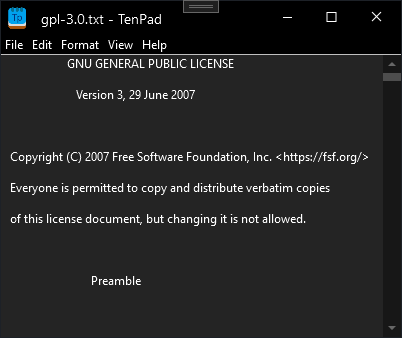 Tp gpl-3.0.txt - TenPad
File Edit Format View Help
GNU GENERAL PUBLIC LICENSE
Version 3, 29 June 2007
Copyright (C) 2007 Free Software Foundation, Inc. <https://fsf.org/>
Everyone is permitted to copy and distribute verbatim copies
of this license document, but changing it is not allowed.
Preamble